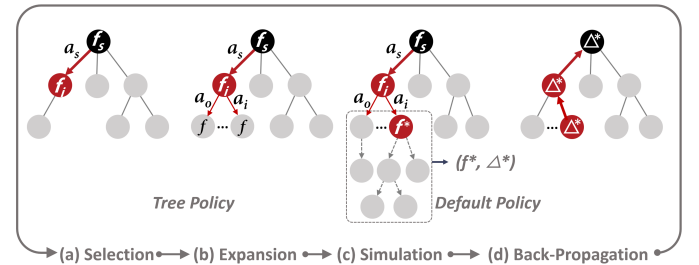 f_s f_s f_s Δ*
a_s a_s a_s
f_i f_i f_i Δ*
a_o a_i a_o a_i
f ... f ... f* ... Δ*
(f*, Δ*)
Tree Policy Default Policy
(a) Selection (b) Expansion (c) Simulation (d) Back-Propagation